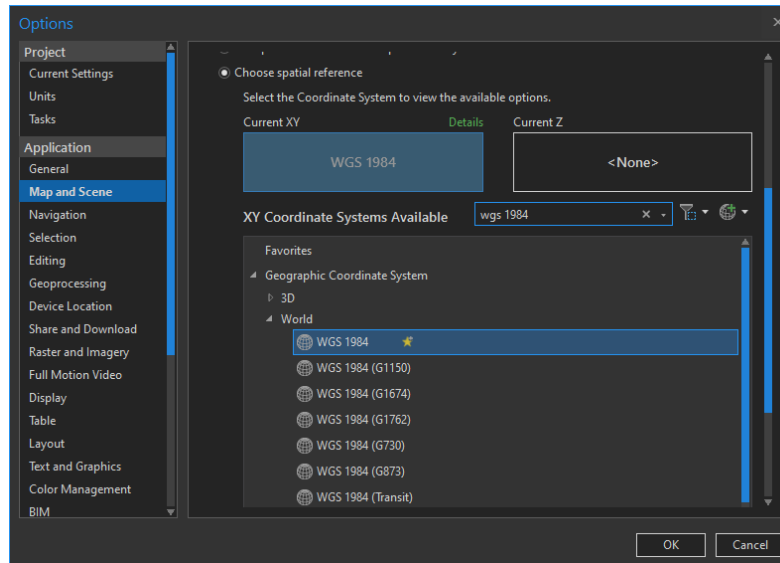 Options
Project
Current Settings
Units
Tasks
Application
General
Map and Scene
Navigation
Selection
Editing
Geoprocessing
Device Location
Share and Download
Raster and Imagery
Full Motion Video
Display
Table
Layout
Text and Graphics
Color Management
BIM
Choose spatial reference
Select the Coordinate System to view the available options.
Current XY Details Current Z
WGS 1984 <None>
XY Coordinate Systems Available wgs 1984
Favorites
Geographic Coordinate System
3D
World
WGS 1984
WGS 1984 (G1150)
WGS 1984 (G1674)
WGS 1984 (G1762)
WGS 1984 (G730)
WGS 1984 (G873)
WGS 1984 (Transit)
OK Cancel